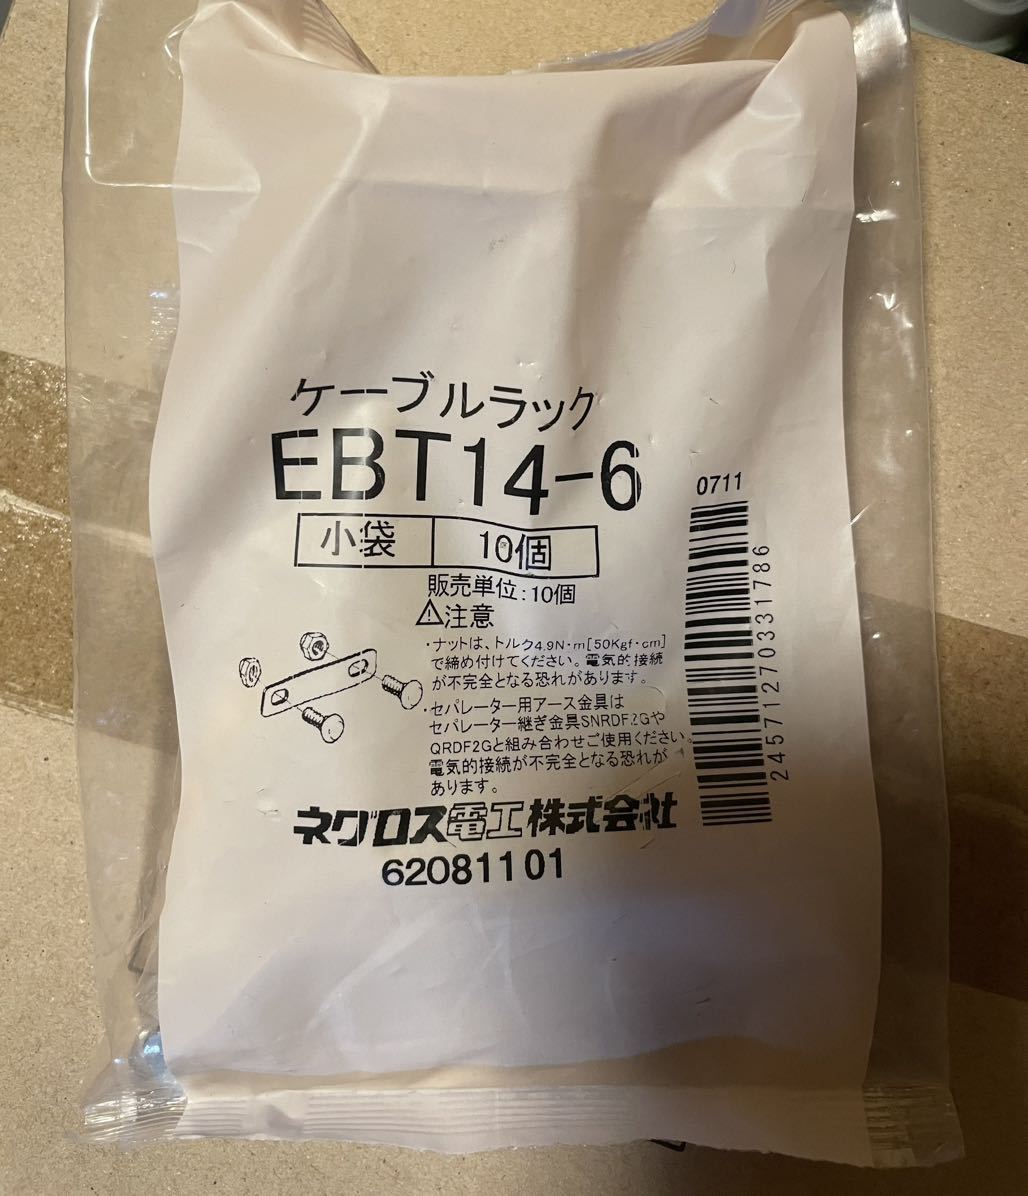 ケーブルラック
EBT14-6
小袋 10個
販売単位:10個
⚠注意
・ナットは、トルク4.9N・m[50Kgf・cm]
で締め付けてください。電気的接続
が不完全となる恐れがあります。
・セパレーター用アース金具は
セパレーター継ぎ金具SNRDF2Gや
QRDF2Gと組み合わせご使用ください。
電気的接続が不完全となる恐れが
あります。
ネグロス電工株式会社
62081101
0711
24571270331786